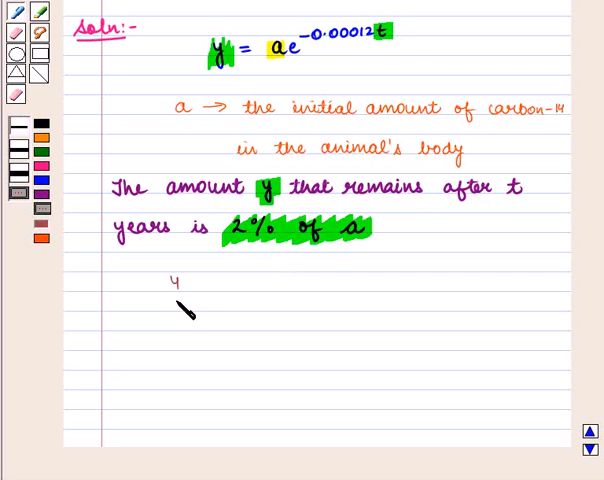 Soln:-
y = ae^-0.00012t
a → the initial amount of carbon-14
in the animal's body
The amount y that remains after t
years is 2% of a
y